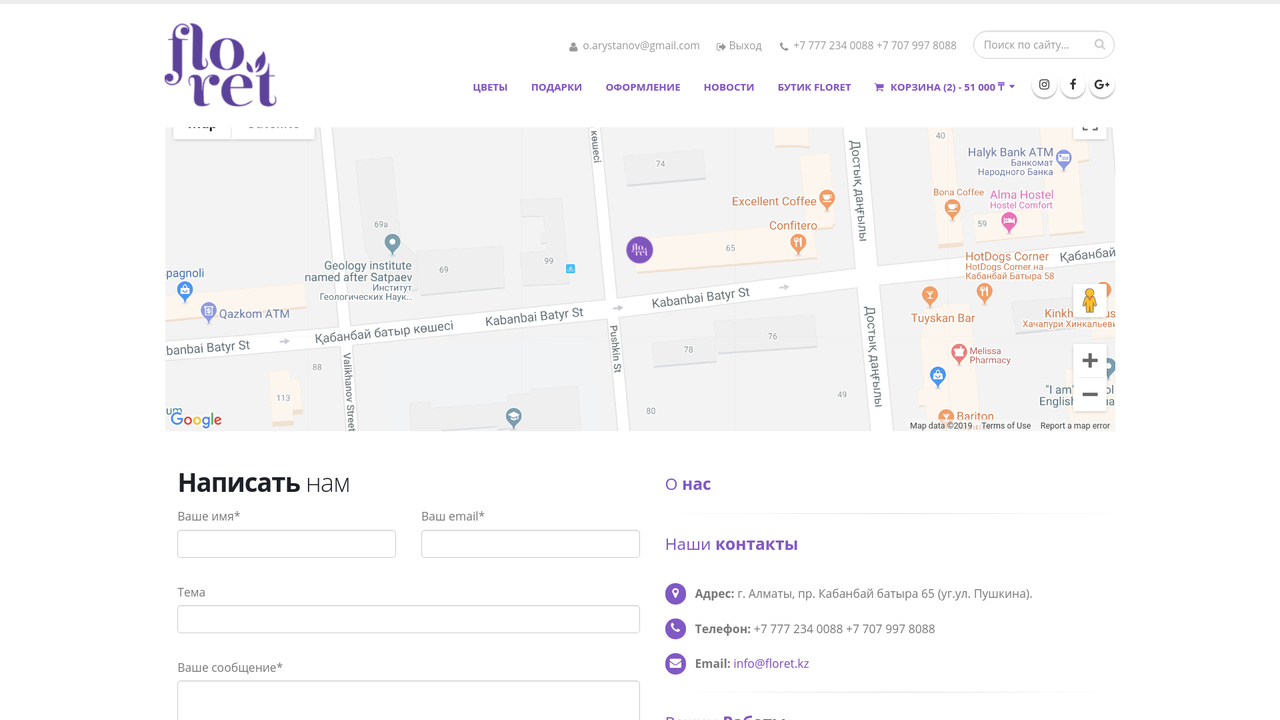 floret
o.arystanov@gmail.com Выход +7 777 234 0088 +7 707 997 8088 Поиск по сайту...
ЦВЕТЫ ПОДАРКИ ОФОРМЛЕНИЕ НОВОСТИ БУТИК FLORET КОРЗИНА (2) - 51 000 ₸ G+
көшесі
Достық даңғылы
40
74
Halyk Bank ATM
Банкомат
Народного Банка
Bona Coffee
Alma Hostel
Hostel Comfort
Excellent Coffee
Confitero
59
69a
floret
65
Geology institute
named after Satpaev
Институт
Геологических Наук...
69
99
HotDogs Corner
HotDogs Corner на
Кабанбай Батыра 58
Қабанбай
pagnoli
Qazkom ATM
Kabanbai Batyr St
Kabanbai Batyr St
Қабанбай батыр көшесі
banbai Batyr St
Tuyskan Bar
Kinkh
us
Хачапури Хинкальеви
Pushkin St
Valikhanov Street
Достық даңғылы
78
76
Melissa
Pharmacy
88
113
49
80
"I am
ol
English
ga
um
Google
Bariton
Map data ©2019 Terms of Use Report a map error
Написать нам
Ваше имя* Ваш email*
Тема
Ваше сообщение*
О нас
Наши контакты
Адрес: г. Алматы, пр. Кабанбай батыра 65 (уг.ул. Пушкина).
Телефон: +7 777 234 0088 +7 707 997 8088
Email: info@floret.kz